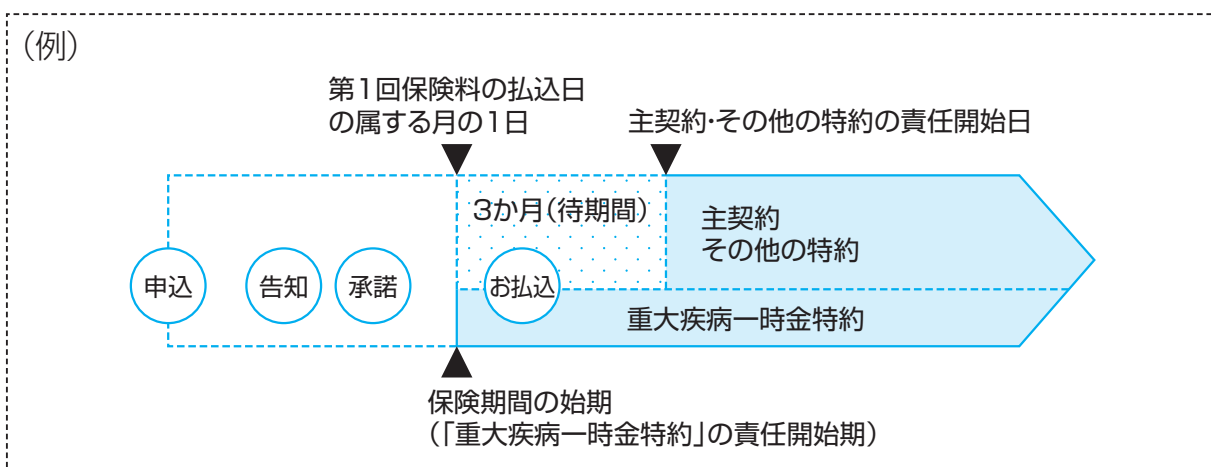 （例）
第1回保険料の払込日
の属する月の1日
主契約・その他の特約の責任開始日
3か月（待期間）
主契約
その他の特約
申込
告知
承諾
お払込
重大疾病一時金特約
保険期間の始期
（「重大疾病一時金特約」の責任開始期）